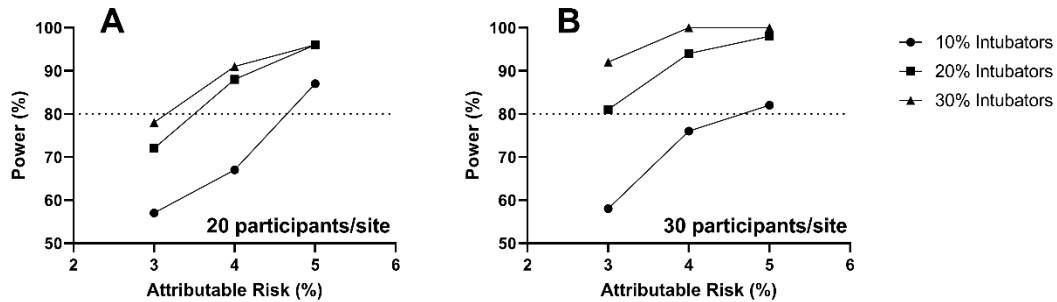 A
100
90
80
70
60
50
Power (%)
2
3
4
5
6
Attributable Risk (%)
20 participants/site
B
100
90
80
70
60
50
Power (%)
2
3
4
5
6
Attributable Risk (%)
30 participants/site
10% Intubators
20% Intubators
30% Intubators